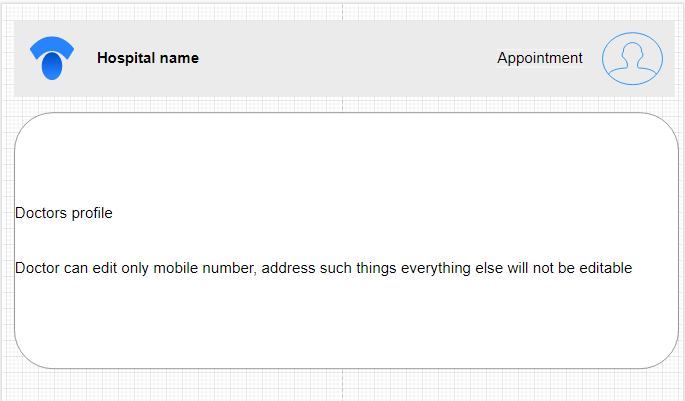 Hospital name
Appointment
Doctors profile
Doctor can edit only mobile number, address such things everything else will not be editable